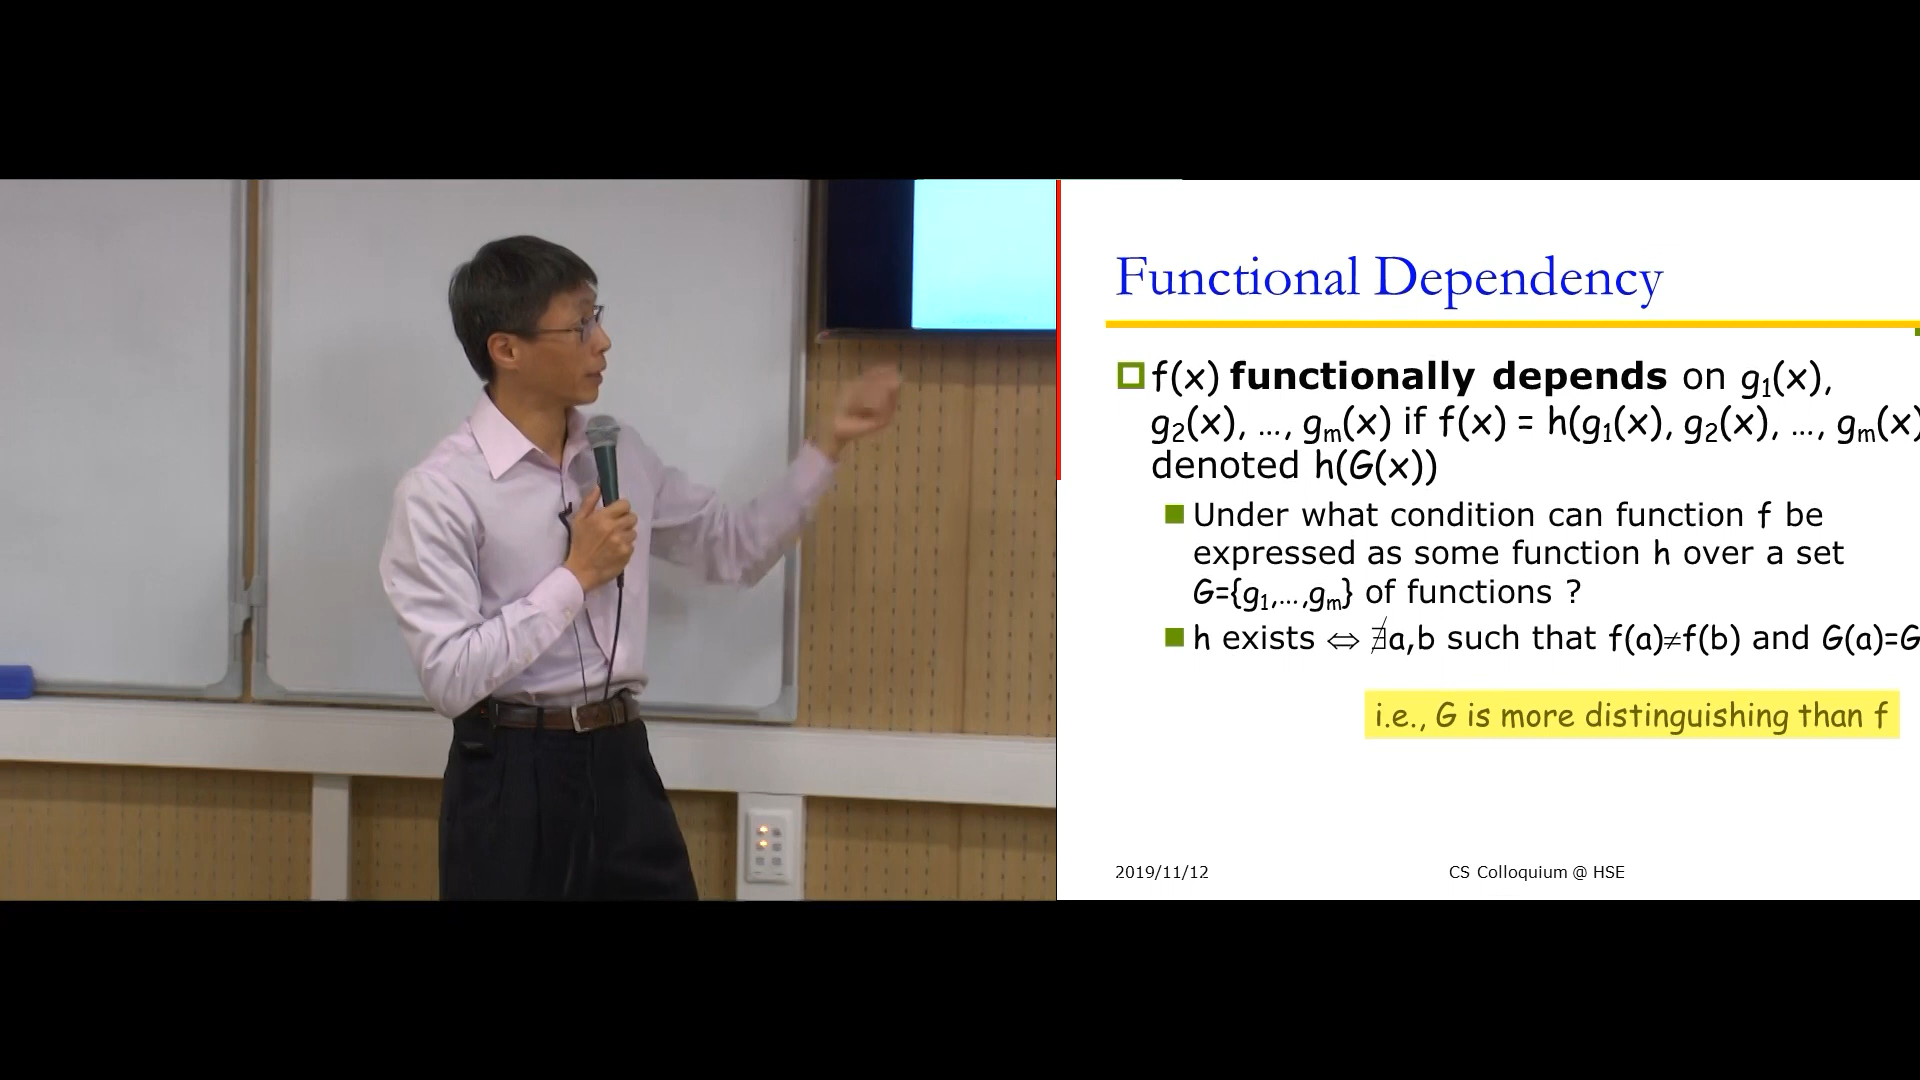 Functional Dependency
f(x) functionally depends on g₁(x),
g₂(x), …, gₘ(x) if f(x) = h(g₁(x), g₂(x), …, gₘ(x)
denoted h(G(x))
Under what condition can function f be
expressed as some function h over a set
G={g₁,…,gₘ} of functions ?
h exists ⇔ ∄a,b such that f(a)≠f(b) and G(a)=G
i.e., G is more distinguishing than f
2019/11/12 CS Colloquium @ HSE